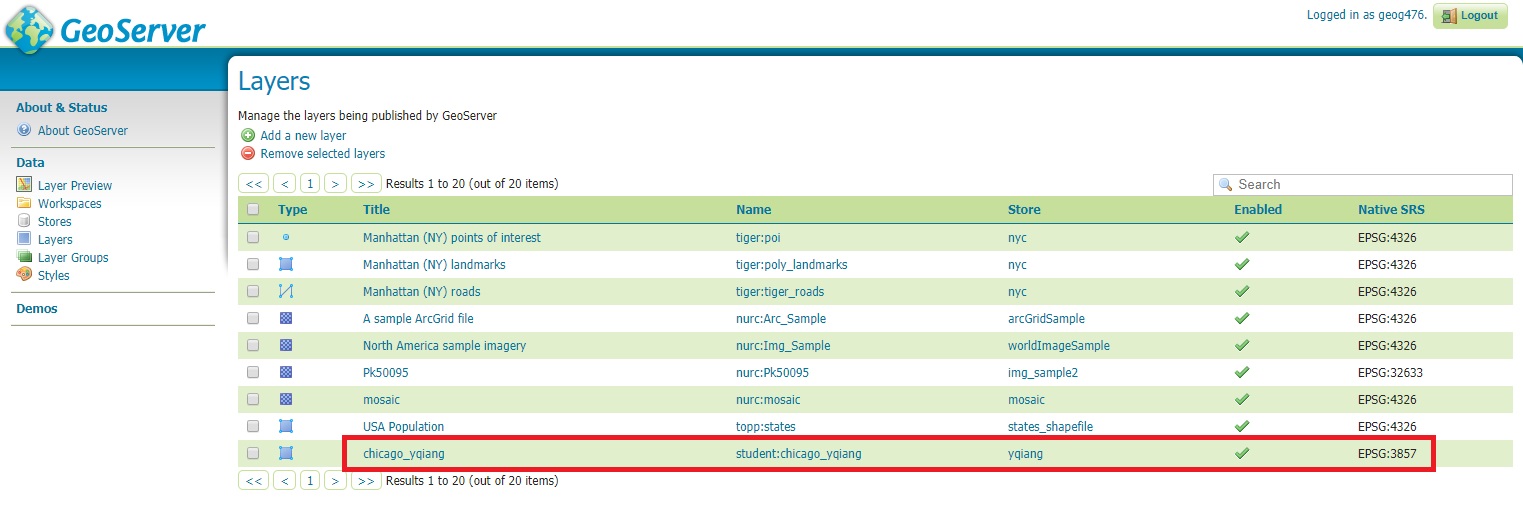 GeoServer
Logged in as geog476. Logout
About & Status
About GeoServer
Data
Layer Preview
Workspaces
Stores
Layers
Layer Groups
Styles
Demos
Layers
Manage the layers being published by GeoServer
Add a new layer
Remove selected layers
<< < 1 > >> Results 1 to 20 (out of 20 items) Search
Type Title Name Store Enabled Native SRS
Manhattan (NY) points of interest tiger:poi nyc EPSG:4326
Manhattan (NY) landmarks tiger:poly_landmarks nyc EPSG:4326
Manhattan (NY) roads tiger:tiger_roads nyc EPSG:4326
A sample ArcGrid file nurc:Arc_Sample arcGridSample EPSG:4326
North America sample imagery nurc:Img_Sample worldImageSample EPSG:4326
Pk50095 nurc:Pk50095 img_sample2 EPSG:32633
mosaic nurc:mosaic mosaic EPSG:4326
USA Population topp:states states_shapefile EPSG:4326
chicago_yqiang student:chicago_yqiang yqiang EPSG:3857
<< < 1 > >> Results 1 to 20 (out of 20 items)